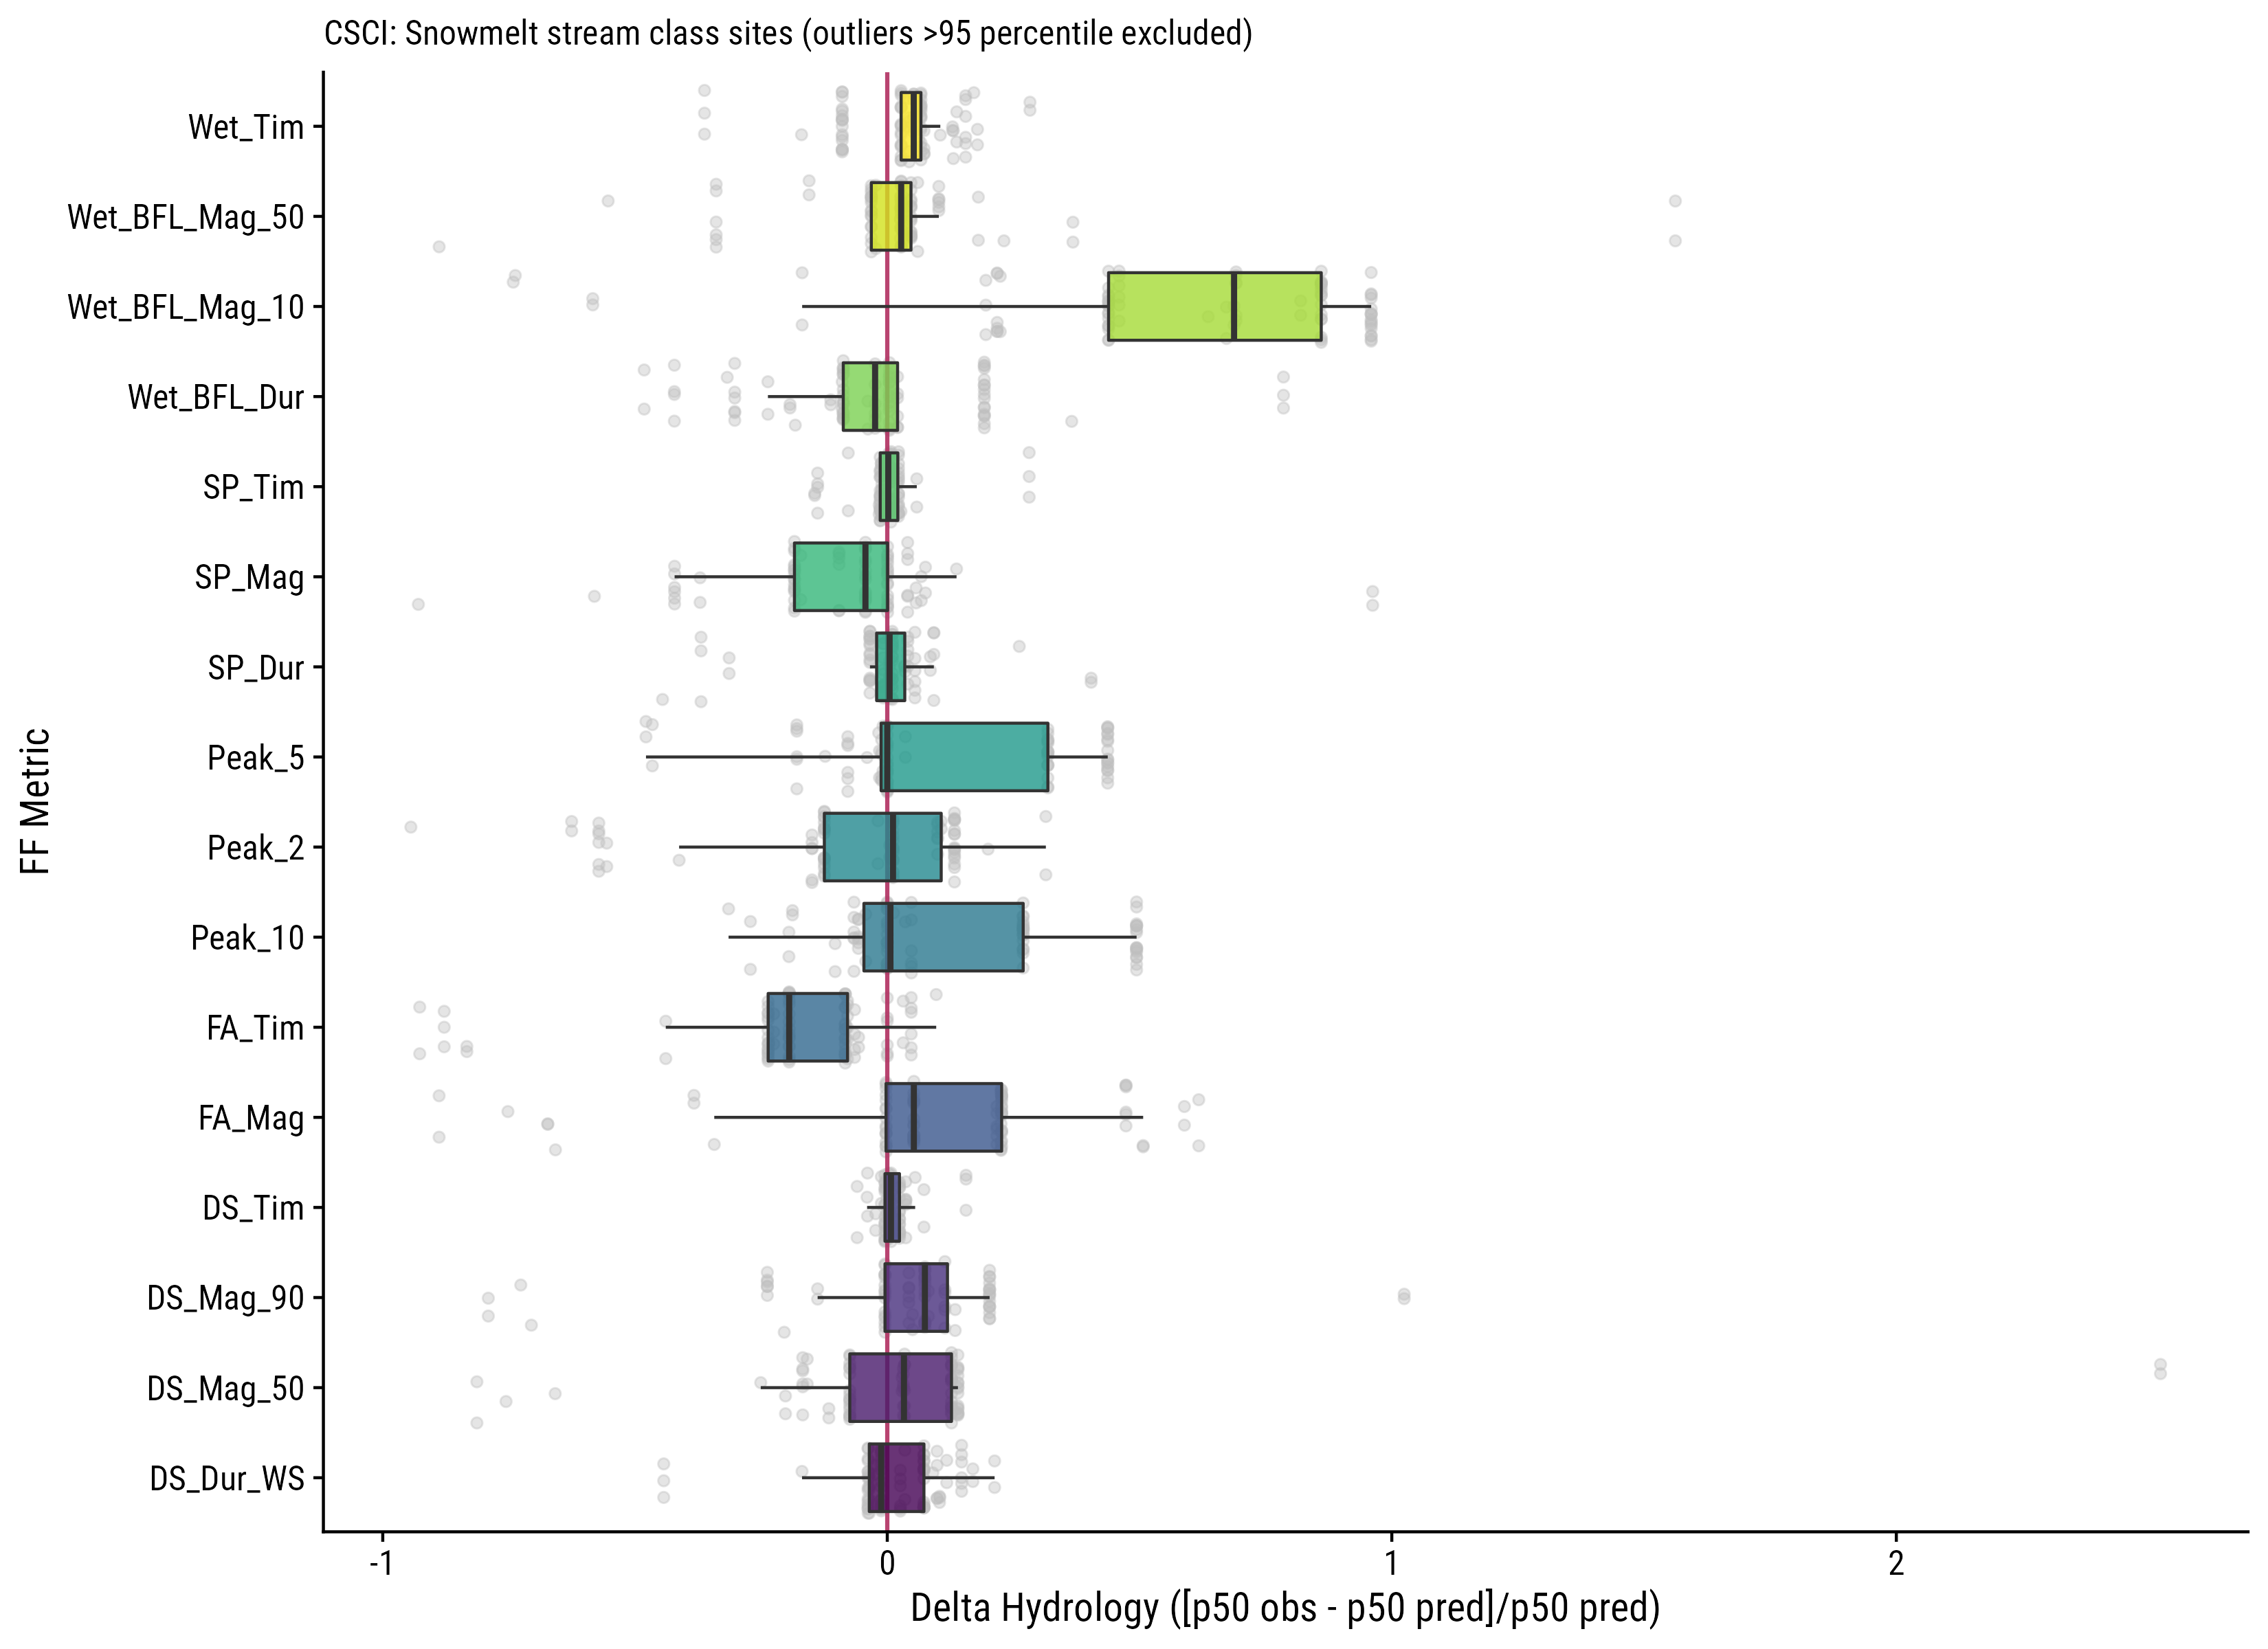 CSCI: Snowmelt stream class sites (outliers >95 percentile excluded)
FF Metric
Wet_Tim
Wet_BFL_Mag_50
Wet_BFL_Mag_10
Wet_BFL_Dur
SP_Tim
SP_Mag
SP_Dur
Peak_5
Peak_2
Peak_10
FA_Tim
FA_Mag
DS_Tim
DS_Mag_90
DS_Mag_50
DS_Dur_WS
-1 0 1 2
Delta Hydrology ([p50 obs - p50 pred]/p50 pred)